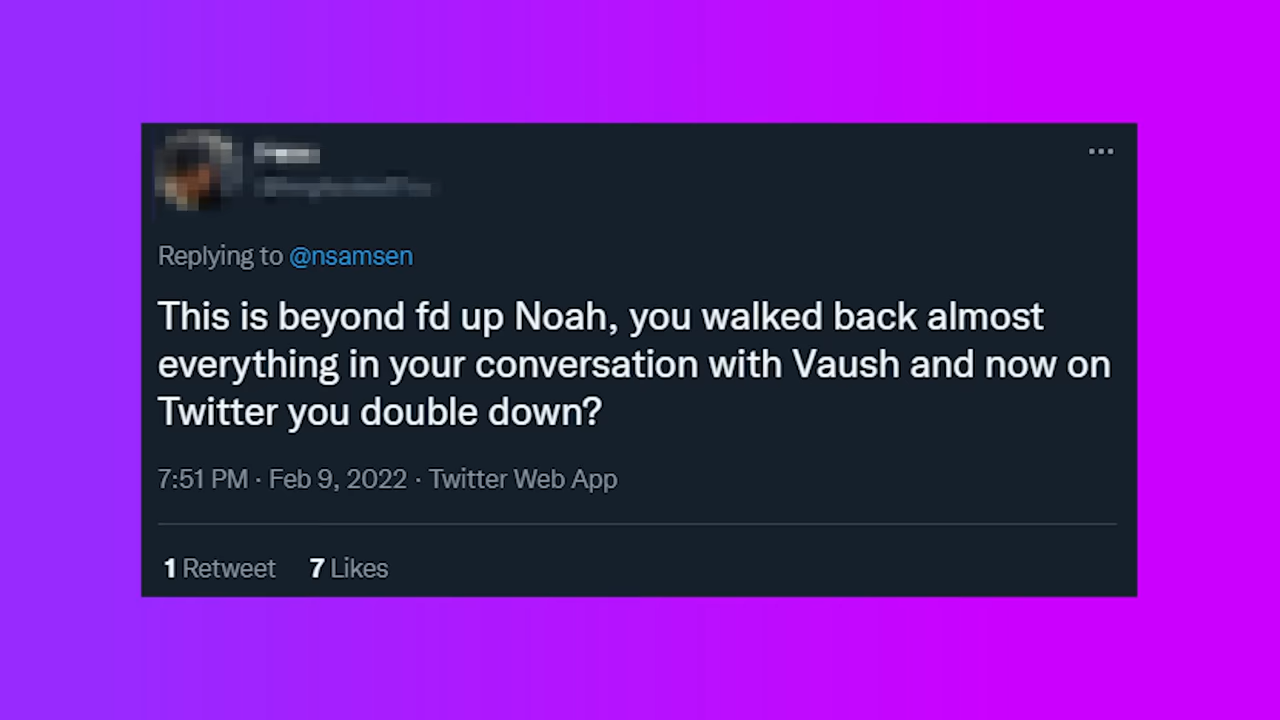 Replying to @nsamsen
This is beyond fd up Noah, you walked back almost
everything in your conversation with Vaush and now on
Twitter you double down?
7:51 PM · Feb 9, 2022 · Twitter Web App
1 Retweet 7 Likes